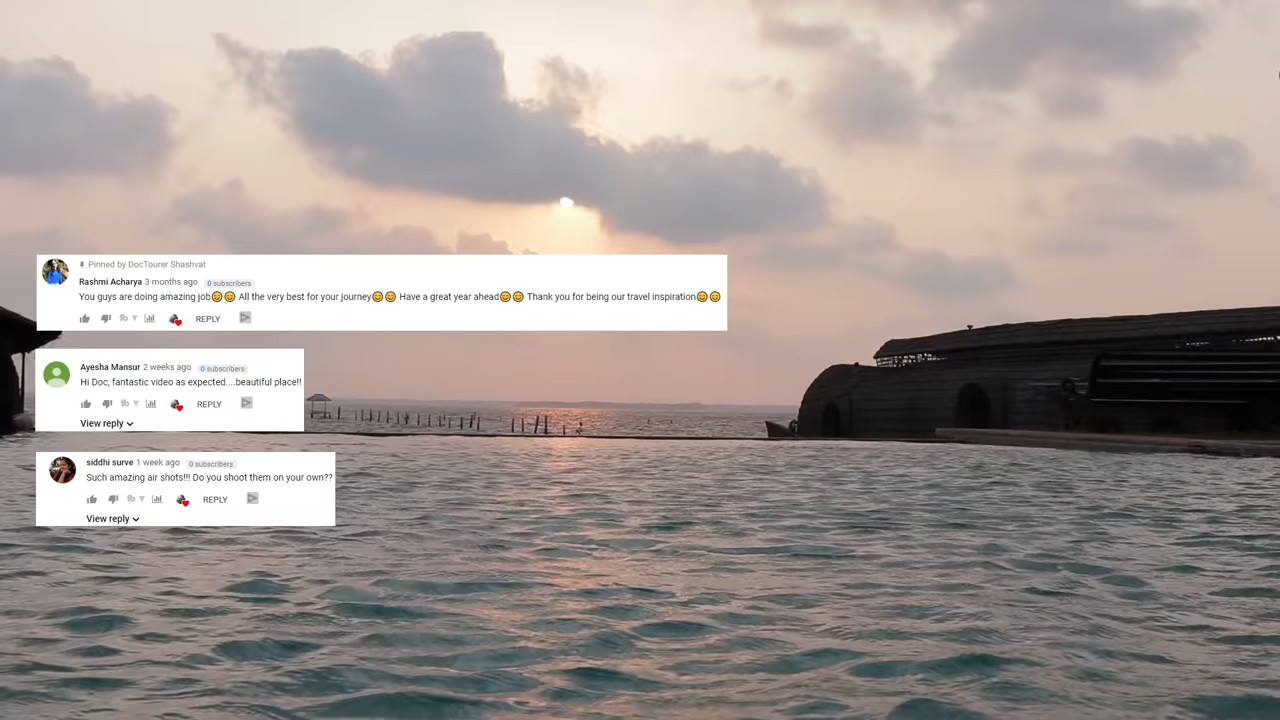 Pinned by DocTourer Shashvat
Rashmi Acharya 3 months ago 0 subscribers
You guys are doing amazing job😊😊 All the very best for your journey😊😊 Have a great year ahead😊😊 Thank you for being our travel inspiration😊😊
REPLY
Ayesha Mansur 2 weeks ago 0 subscribers
Hi Doc, fantastic video as expected....beautiful place!!
REPLY
View reply
siddhi surve 1 week ago 0 subscribers
Such amazing air shots!!! Do you shoot them on your own??
REPLY
View reply